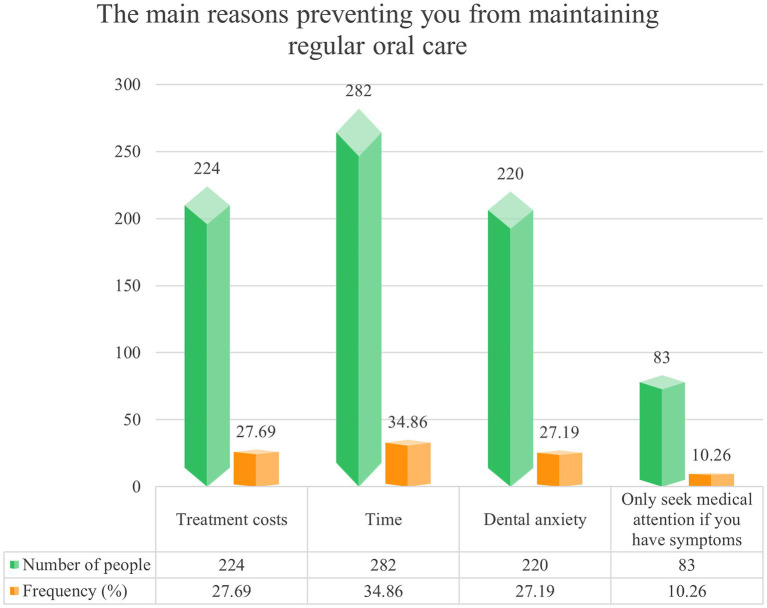 The main reasons preventing you from maintaining
regular oral care
300
250
200
150
100
50
0
224
27.69
282
34.86
220
27.19
83
10.26
Treatment costs
Time
Dental anxiety
Only seek medical
attention if you
have symptoms
Number of people 224 282 220 83
Frequency (%) 27.69 34.86 27.19 10.26